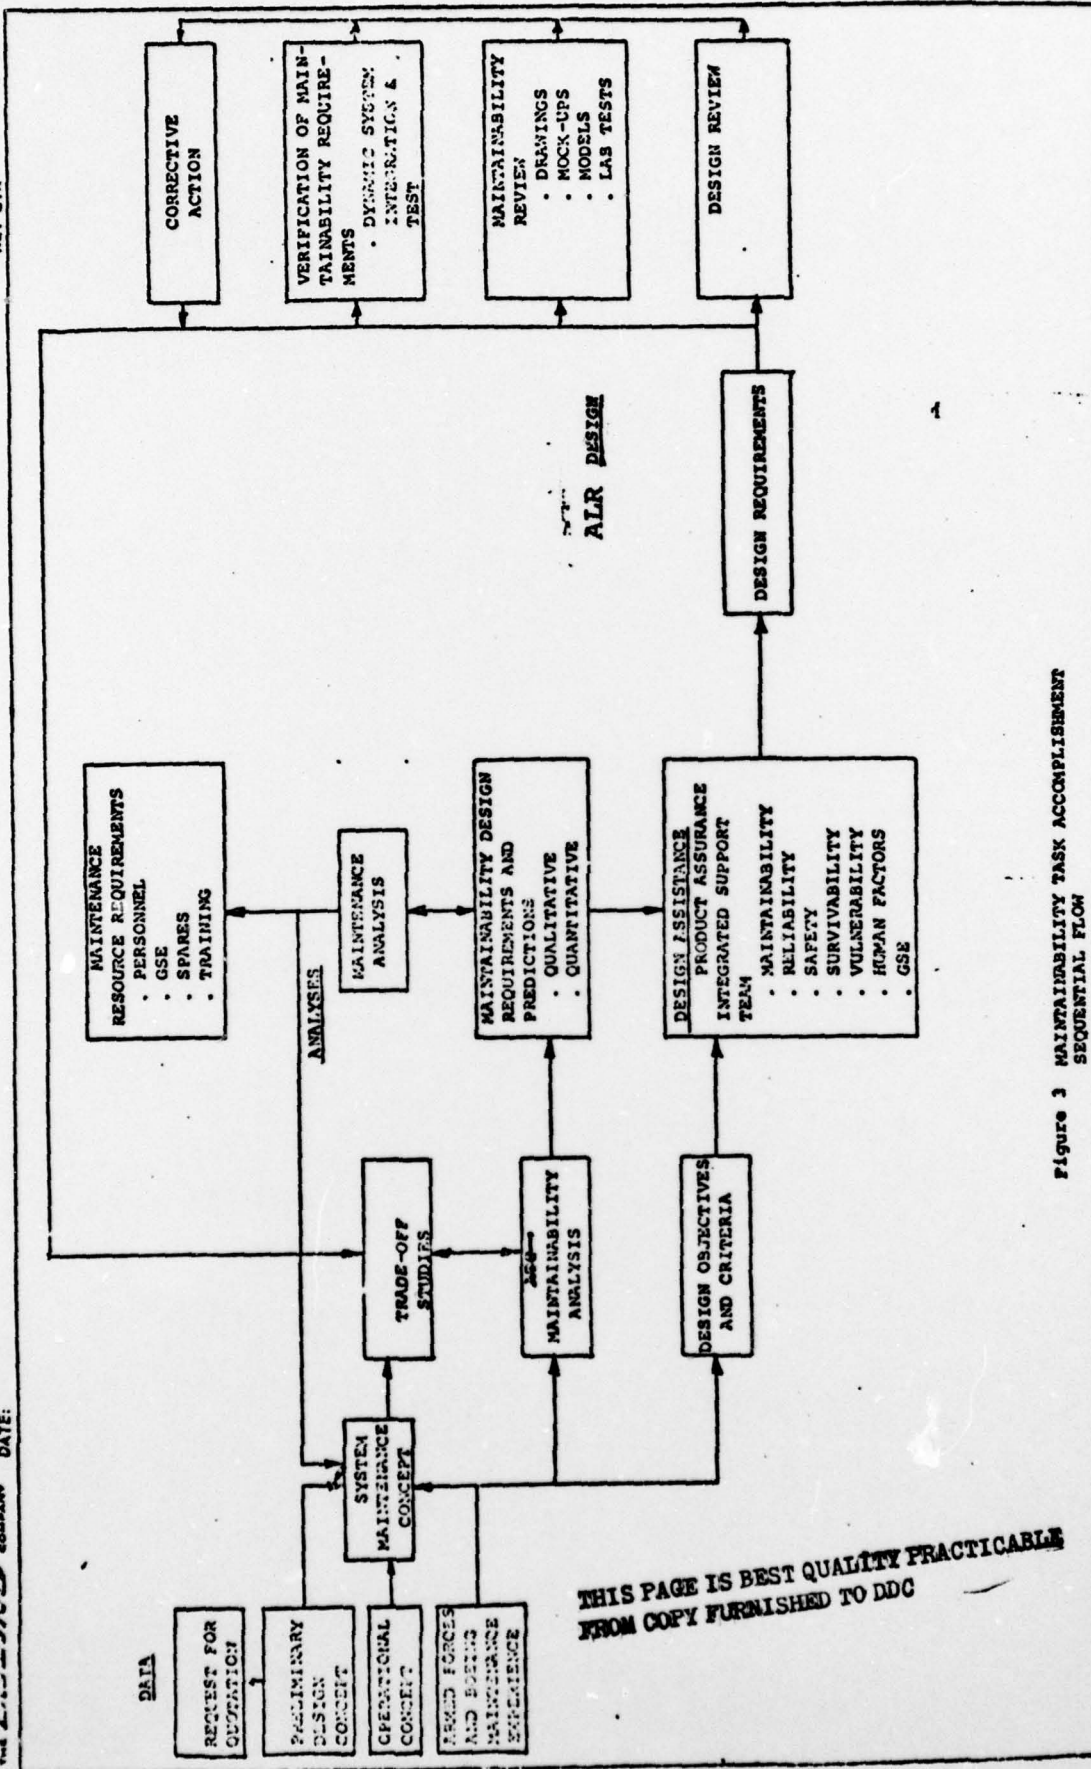 COMPANY DATE:
DATA
REQUEST FOR
QUOTATION
PRELIMINARY
DESIGN
CONCEPT
OPERATIONAL
CONCEPT
ARMED FORCES
AND BOEING
MAINTENANCE
EXPERIENCE
SYSTEM
MAINTENANCE
CONCEPT
TRADE-OFF
STUDIES
MAINTAINABILITY
ANALYSIS
DESIGN OBJECTIVES
AND CRITERIA
ANALYSES
MAINTENANCE
RESOURCE REQUIREMENTS
· PERSONNEL
· GSE
· SPARES
· TRAINING
MAINTENANCE
ANALYSIS
MAINTAINABILITY DESIGN
REQUIREMENTS AND
PREDICTIONS
· QUALITATIVE
· QUANTITATIVE
DESIGN ASSISTANCE
PRODUCT ASSURANCE
INTEGRATED SUPPORT
TEAM
· MAINTAINABILITY
· RELIABILITY
· SAFETY
· SURVIVABILITY
· VULNERABILITY
· HUMAN FACTORS
· GSE
ALR DESIGN
DESIGN REQUIREMENTS
CORRECTIVE
ACTION
VERIFICATION OF MAIN-
TAINABILITY REQUIRE-
MENTS
· DYNAMIC SYSTEM
INTEGRATION &
TEST
MAINTAINABILITY
REVIEW
· DRAWINGS
· MOCK-UPS
· MODELS
· LAB TESTS
DESIGN REVIEW
Figure 3 MAINTAINABILITY TASK ACCOMPLISHMENT
SEQUENTIAL FLOW
THIS PAGE IS BEST QUALITY PRACTICABLE
FROM COPY FURNISHED TO DDC